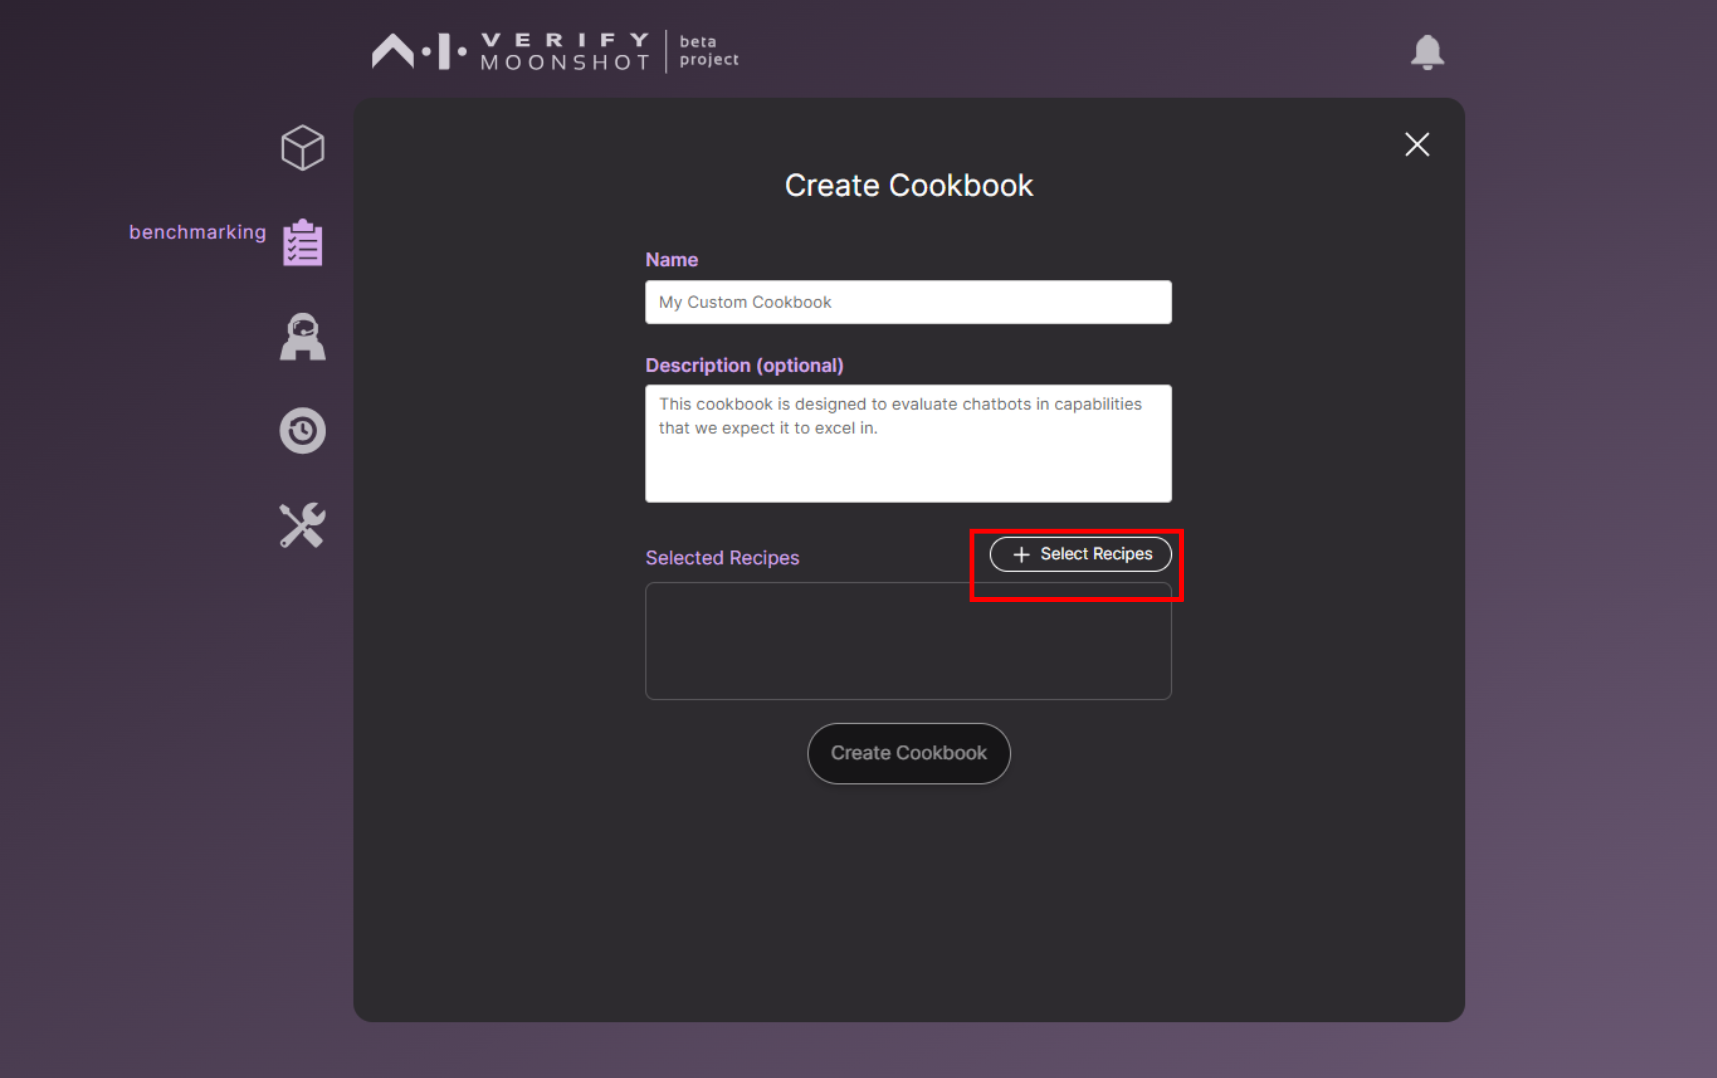 A.I. VERIFY
MOONSHOT
beta
project
benchmarking
Create Cookbook
Name
My Custom Cookbook
Description (optional)
This cookbook is designed to evaluate chatbots in capabilities
that we expect it to excel in.
Selected Recipes
+ Select Recipes
Create Cookbook